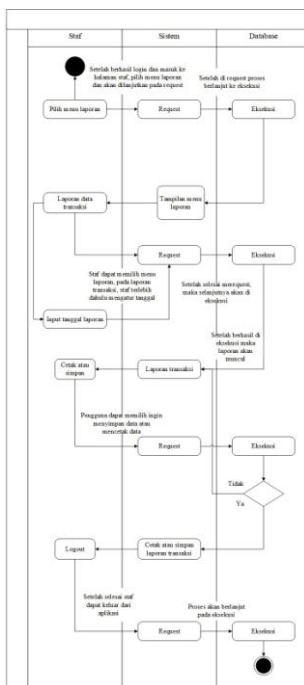 Staf
Sistem
Database
Setelah berhasil login dan masuk ke
halaman staf, pilih menu laporan
dan akan dilanjutkan pada request
Setelah di request proses
berlanjut ke eksekusi
Pilih menu laporan
Request
Eksekusi
Laporan data
transaksi
Tampilan menu
laporan
Request
Eksekusi
Staf dapat memilih menu
laporan, pada laporan
transaksi, staf terlebih
dahulu mengatur tanggal
Setelah selesai merequest,
maka selanjutnya akan di
eksekusi
Input tanggal laporan
Setelah berhasil di
eksekusi maka
laporan akan
muncul
Cetak atau
simpan
Laporan transaksi
Pengguna dapat memilih ingin
menyimpan data atau
mencetak data
Request
Eksekusi
Tidak
Ya
Logout
Cetak atau simpan
laporan transaksi
Setelah selesai staf
dapat keluar dari
aplikasi
Proses akan berlanjut
pada eksekusi
Request
Eksekusi